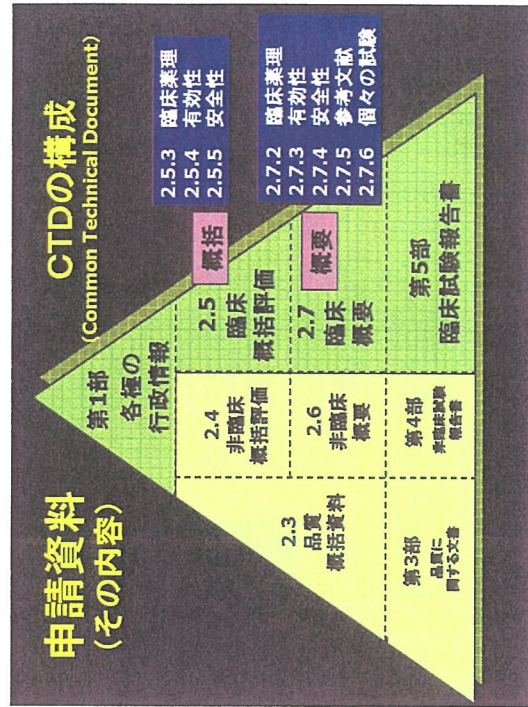 申請資料
(その内容)
CTDの構成
(Common Technical Document)
第1部
各極の
行政情報
2.5
臨床
概括評価
概括
2.5.3 臨床薬理
2.5.4 有効性
2.5.5 安全性
2.4
非臨床
概括評価
2.3
品質
概括資料
2.6
非臨床
概要
2.7
臨床
概要
概要
2.7.2 臨床薬理
2.7.3 有効性
2.7.4 安全性
2.7.5 参考文献
2.7.6 個々の試験
第3部
品質に
関する文書
第4部
非臨床試験
報告書
第5部
臨床試験報告書